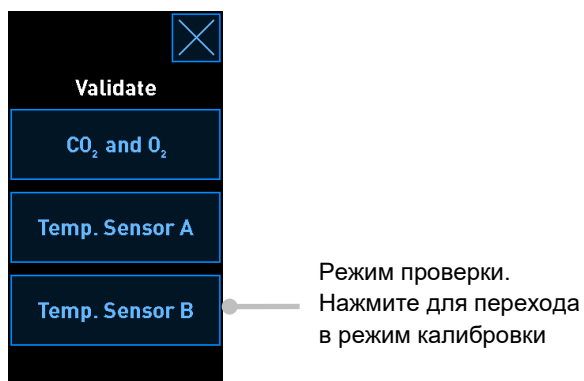 Validate
CO₂ and O₂
Temp. Sensor A
Temp. Sensor B
Режим проверки.
Нажмите для перехода
в режим калибровки